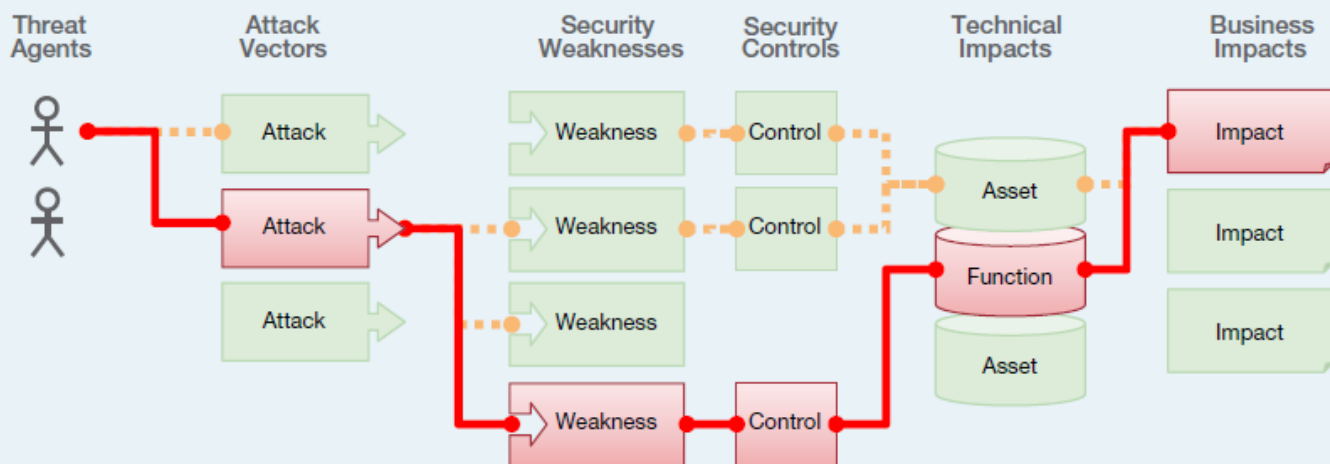 Threat
Agents
Attack
Vectors
Security
Weaknesses
Security
Controls
Technical
Impacts
Business
Impacts
Attack
Weakness
Control
Impact
Asset
Attack
Weakness
Control
Impact
Function
Attack
Weakness
Impact
Asset
Weakness
Control